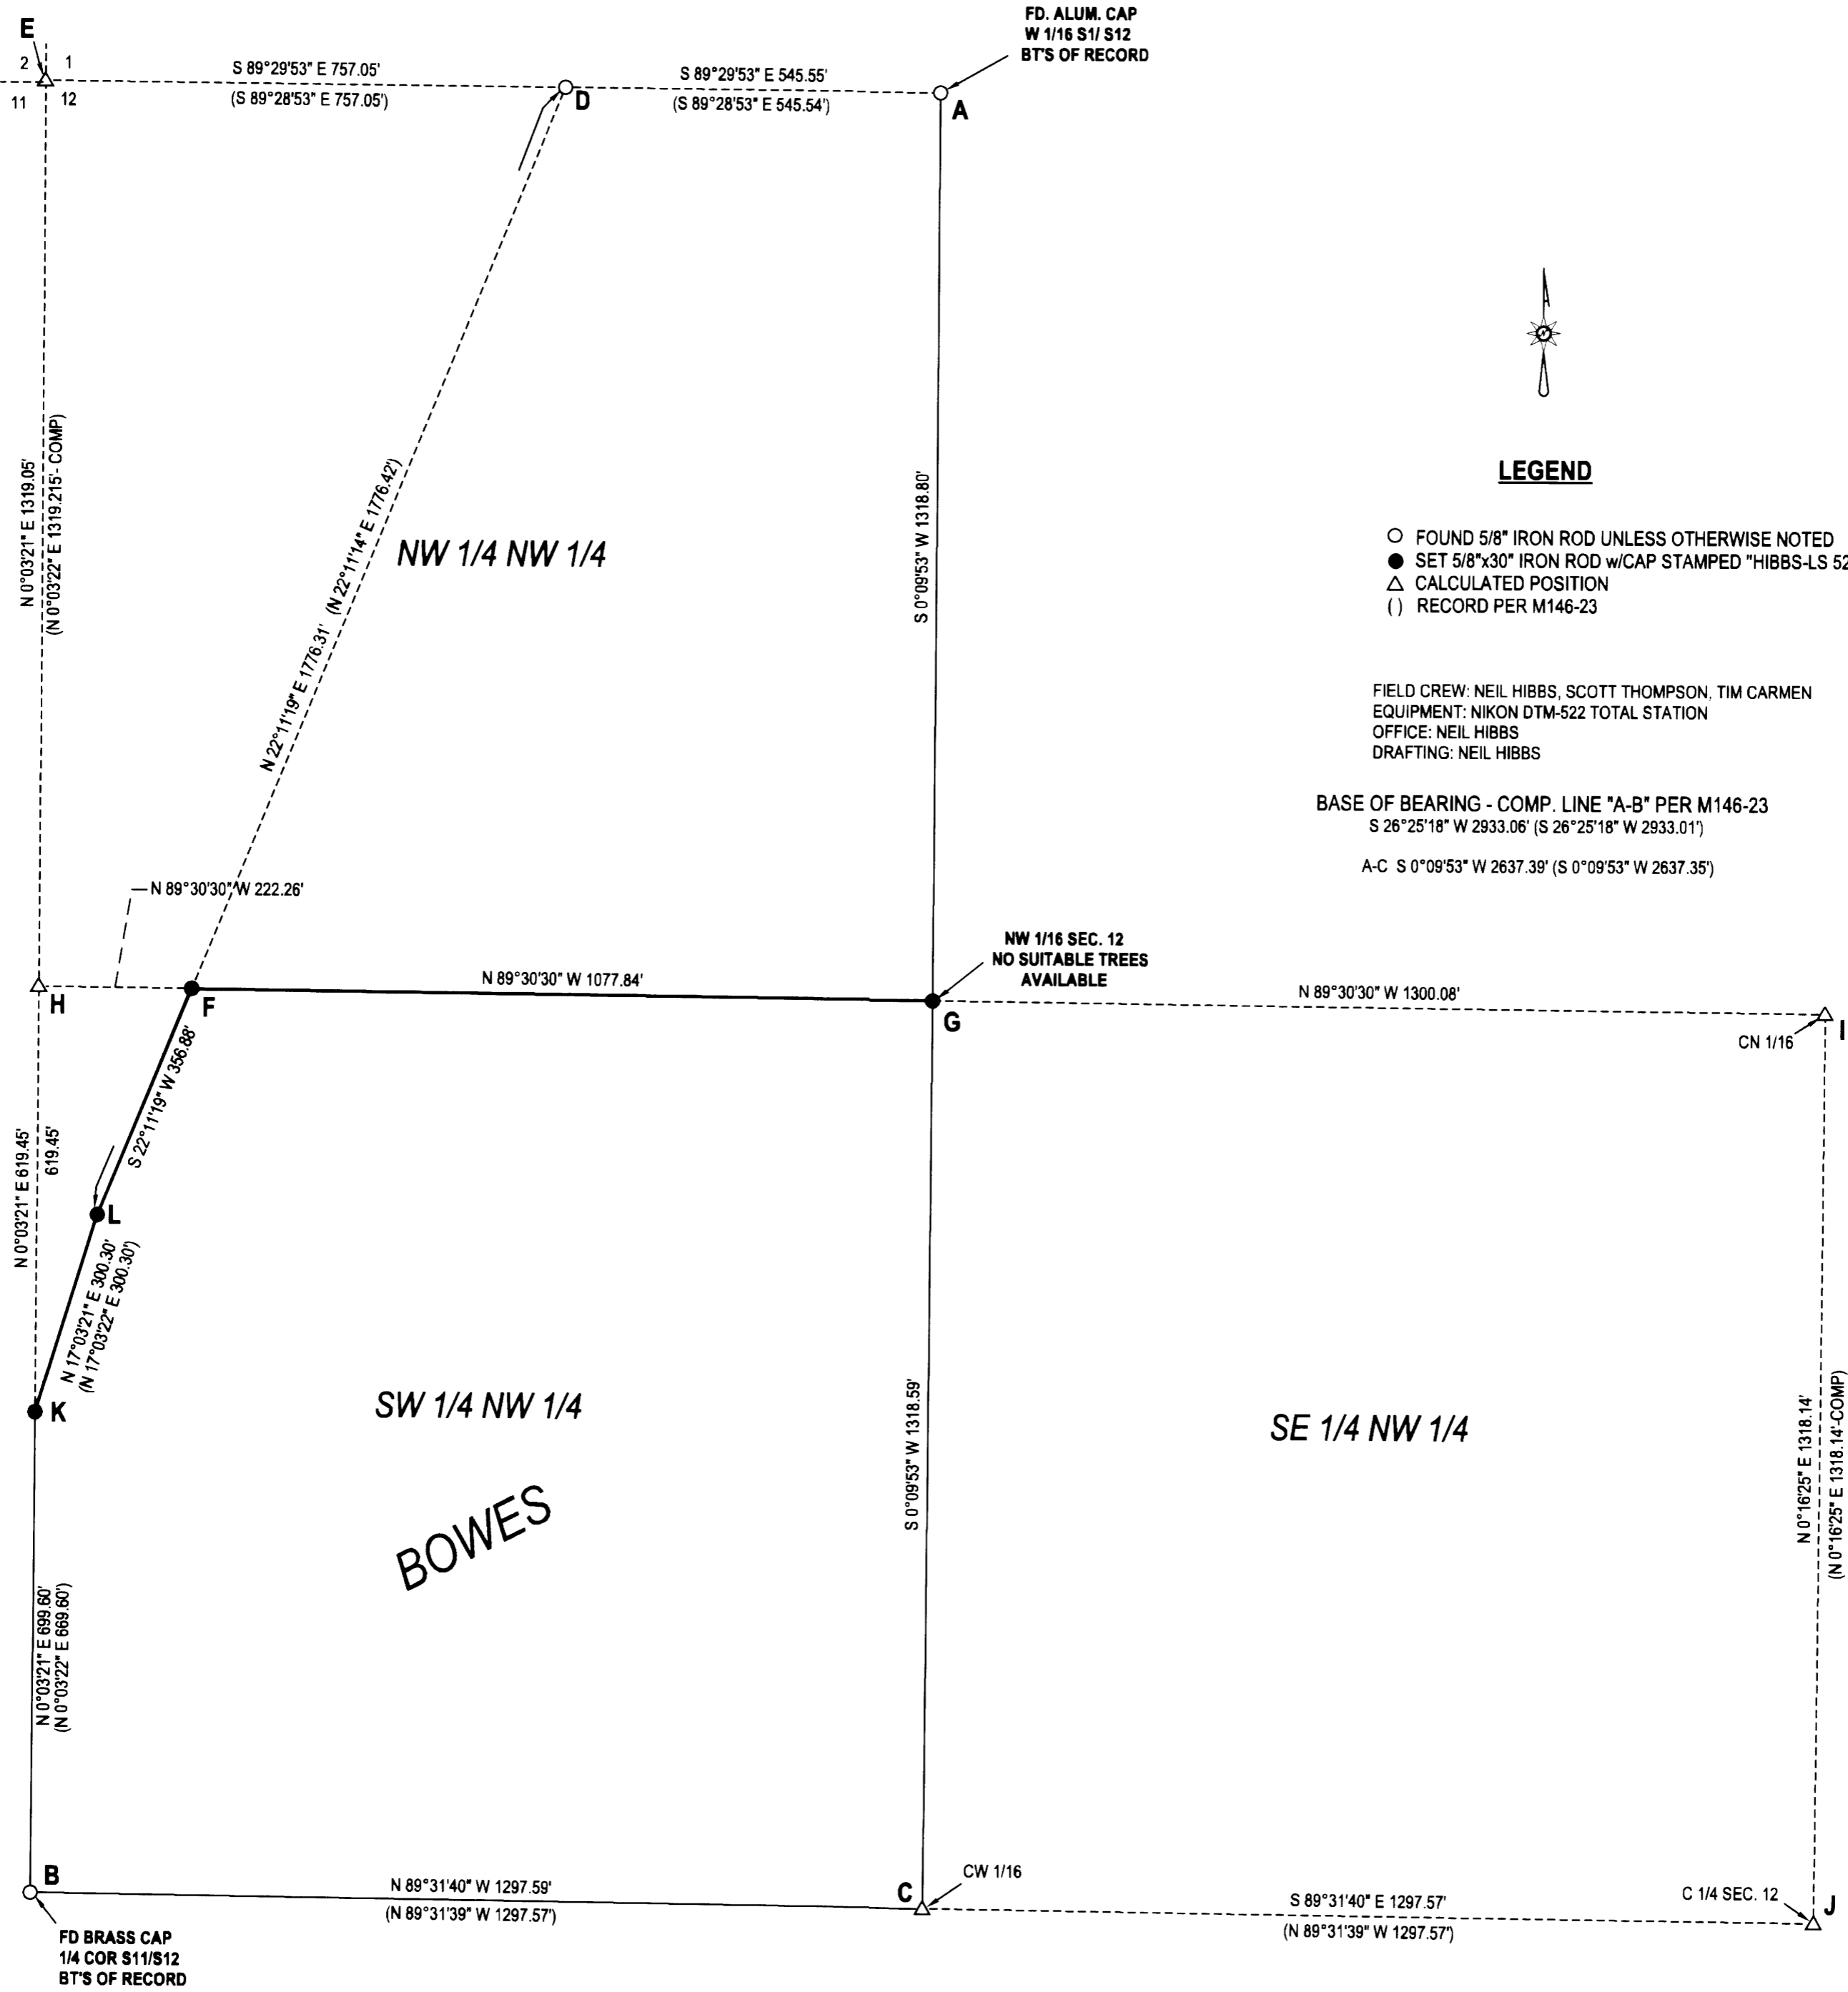 FD. ALUM. CAP
W 1/16 S1/ S12
BT'S OF RECORD
E
2 1
11 12
S 89°29'53" E 757.05'
(S 89°28'53" E 757.05')
D
S 89°29'53" E 545.55'
(S 89°28'53" E 545.54')
A
N 0°03'21" E 1319.05'
(N 0°03'22" E 1319.215'- COMP)
N 22°11'19" E 1776.31' (N 22°11'14" E 1776.42')
NW 1/4 NW 1/4
S 0°09'53" W 1318.80'
LEGEND
FOUND 5/8" IRON ROD UNLESS OTHERWISE NOTED
SET 5/8"x30" IRON ROD w/CAP STAMPED "HIBBS-LS 52
CALCULATED POSITION
( ) RECORD PER M146-23
FIELD CREW: NEIL HIBBS, SCOTT THOMPSON, TIM CARMEN
EQUIPMENT: NIKON DTM-522 TOTAL STATION
OFFICE: NEIL HIBBS
DRAFTING: NEIL HIBBS
BASE OF BEARING - COMP. LINE "A-B" PER M146-23
S 26°25'18" W 2933.06' (S 26°25'18" W 2933.01')
A-C S 0°09'53" W 2637.39' (S 0°09'53" W 2637.35')
N 89°30'30" W 222.26'
H
F
N 89°30'30" W 1077.84'
NW 1/16 SEC. 12
NO SUITABLE TREES
AVAILABLE
G
N 89°30'30" W 1300.08'
CN 1/16
I
S 22°11'19" W 356.88'
N 0°03'21" E 619.45'
619.45'
L
N 17°03'21" E 300.30'
(N 17°03'22" E 300.30')
K
SW 1/4 NW 1/4
BOWES
S 0°09'53" W 1318.59'
SE 1/4 NW 1/4
N 0°16'25" E 1318.14'
(N 0°16'25" E 1318.14'-COMP)
N 0°03'21" E 699.60'
(N 0°03'22" E 669.60')
B
N 89°31'40" W 1297.59'
(N 89°31'39" W 1297.57')
C
CW 1/16
S 89°31'40" E 1297.57'
(N 89°31'39" W 1297.57')
C 1/4 SEC. 12
J
FD BRASS CAP
1/4 COR S11/S12
BT'S OF RECORD